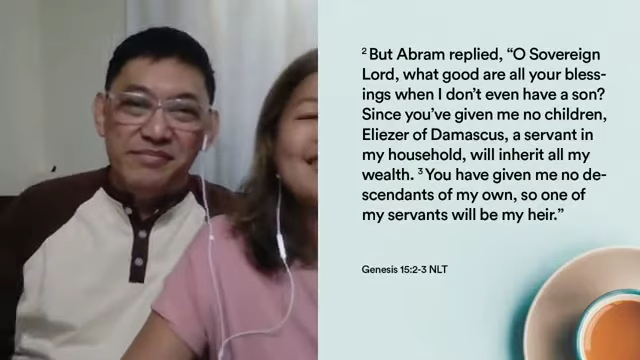 ² But Abram replied, “O Sovereign
Lord, what good are all your bless-
ings when I don’t even have a son?
Since you’ve given me no children,
Eliezer of Damascus, a servant in
my household, will inherit all my
wealth. ³ You have given me no de-
scendants of my own, so one of
my servants will be my heir.”
Genesis 15:2-3 NLT